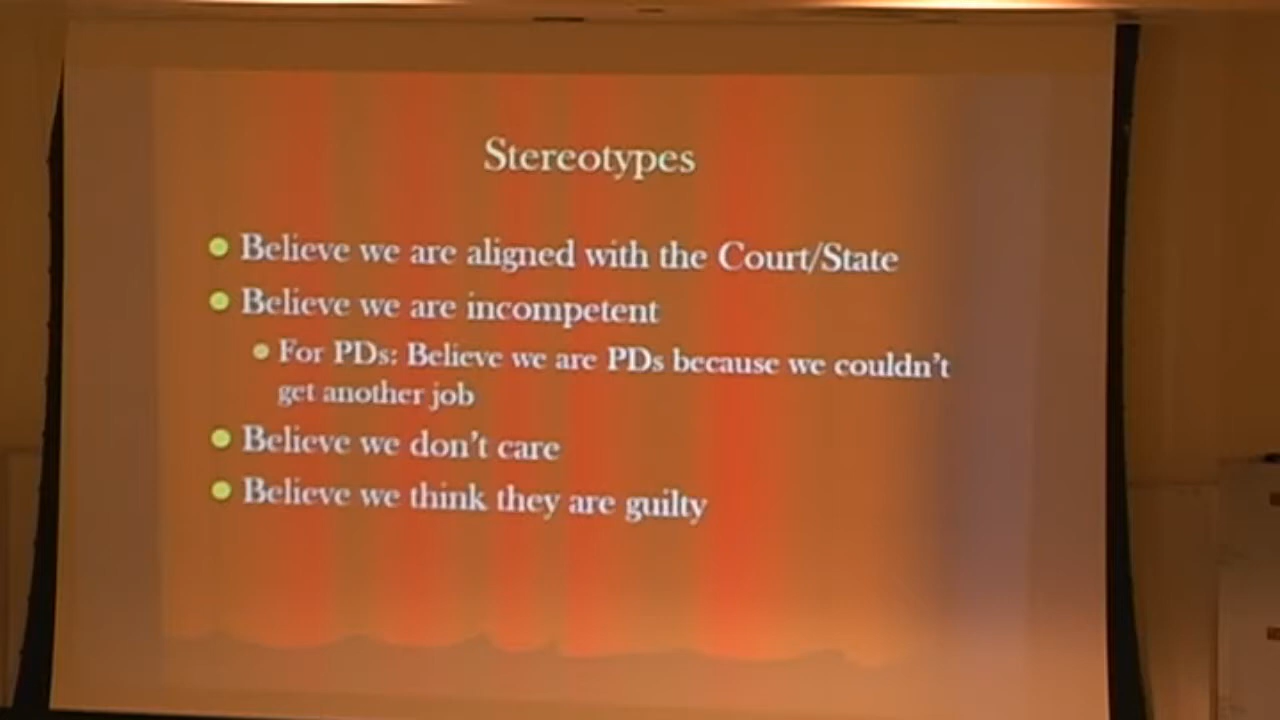 Stereotypes
Believe we are aligned with the Court/State
Believe we are incompetent
For PDs: Believe we are PDs because we couldn't
get another job
Believe we don't care
Believe we think they are guilty